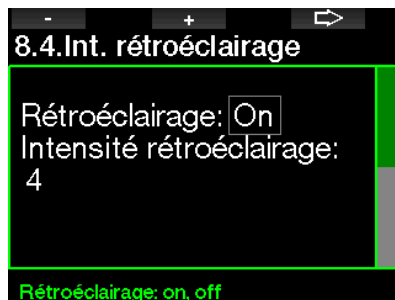 - +
8.4.Int. rétroéclairage
Rétroéclairage: On
Intensité rétroéclairage:
4
Rétroéclairage: on, off